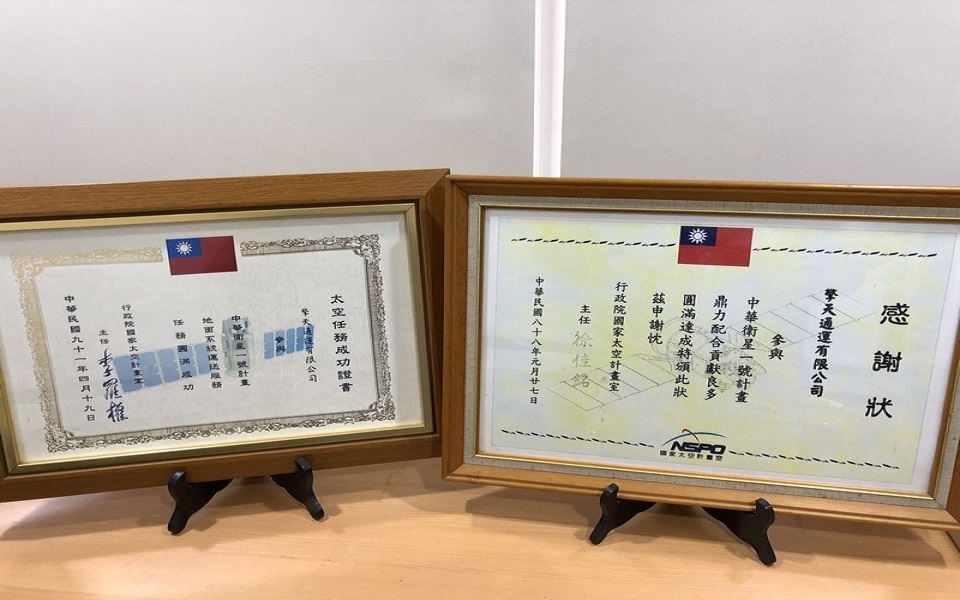 太空任務成功證書
擎天通運有限公司
參與
中華衛星一號計畫
地面系統運送服務
任務圓滿成功
行政院國家太空計畫室
主任
中華民國九十一年四月十九日
感謝狀
擎天通運有限公司
參與
中華衛星一號計畫
鼎力配合貢獻良多
圓滿達成特頒此狀
茲申謝忱
行政院國家太空計畫室
主任 徐佳銘
中華民國八十八年元月廿七日
NSPO
國家太空計畫室